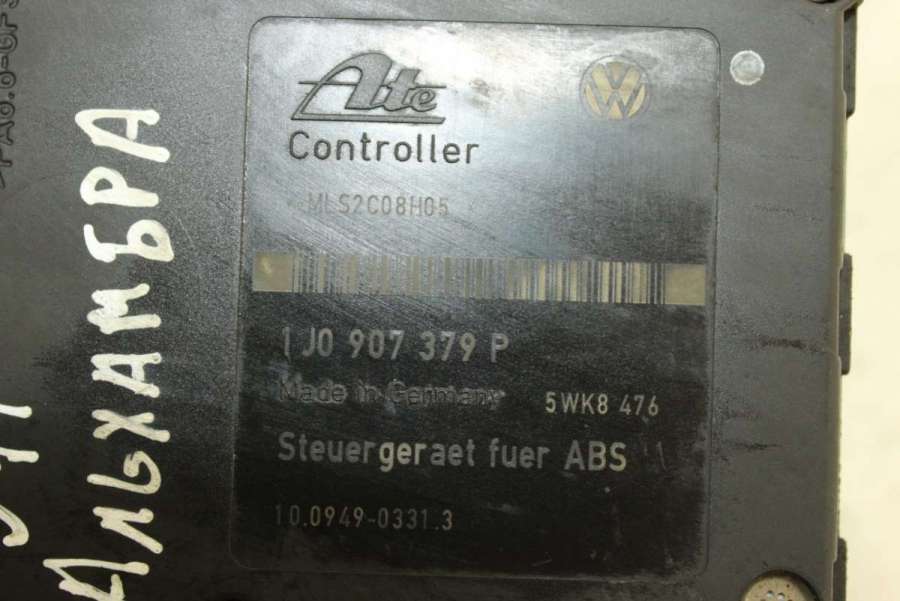 Ate
Controller
MLS2C08H05
1J0 907 379 P
Made in Germany
5WK8 476
Steuergeraet fuer ABS
10.0949-0331.3
АЛЬХАМБРА